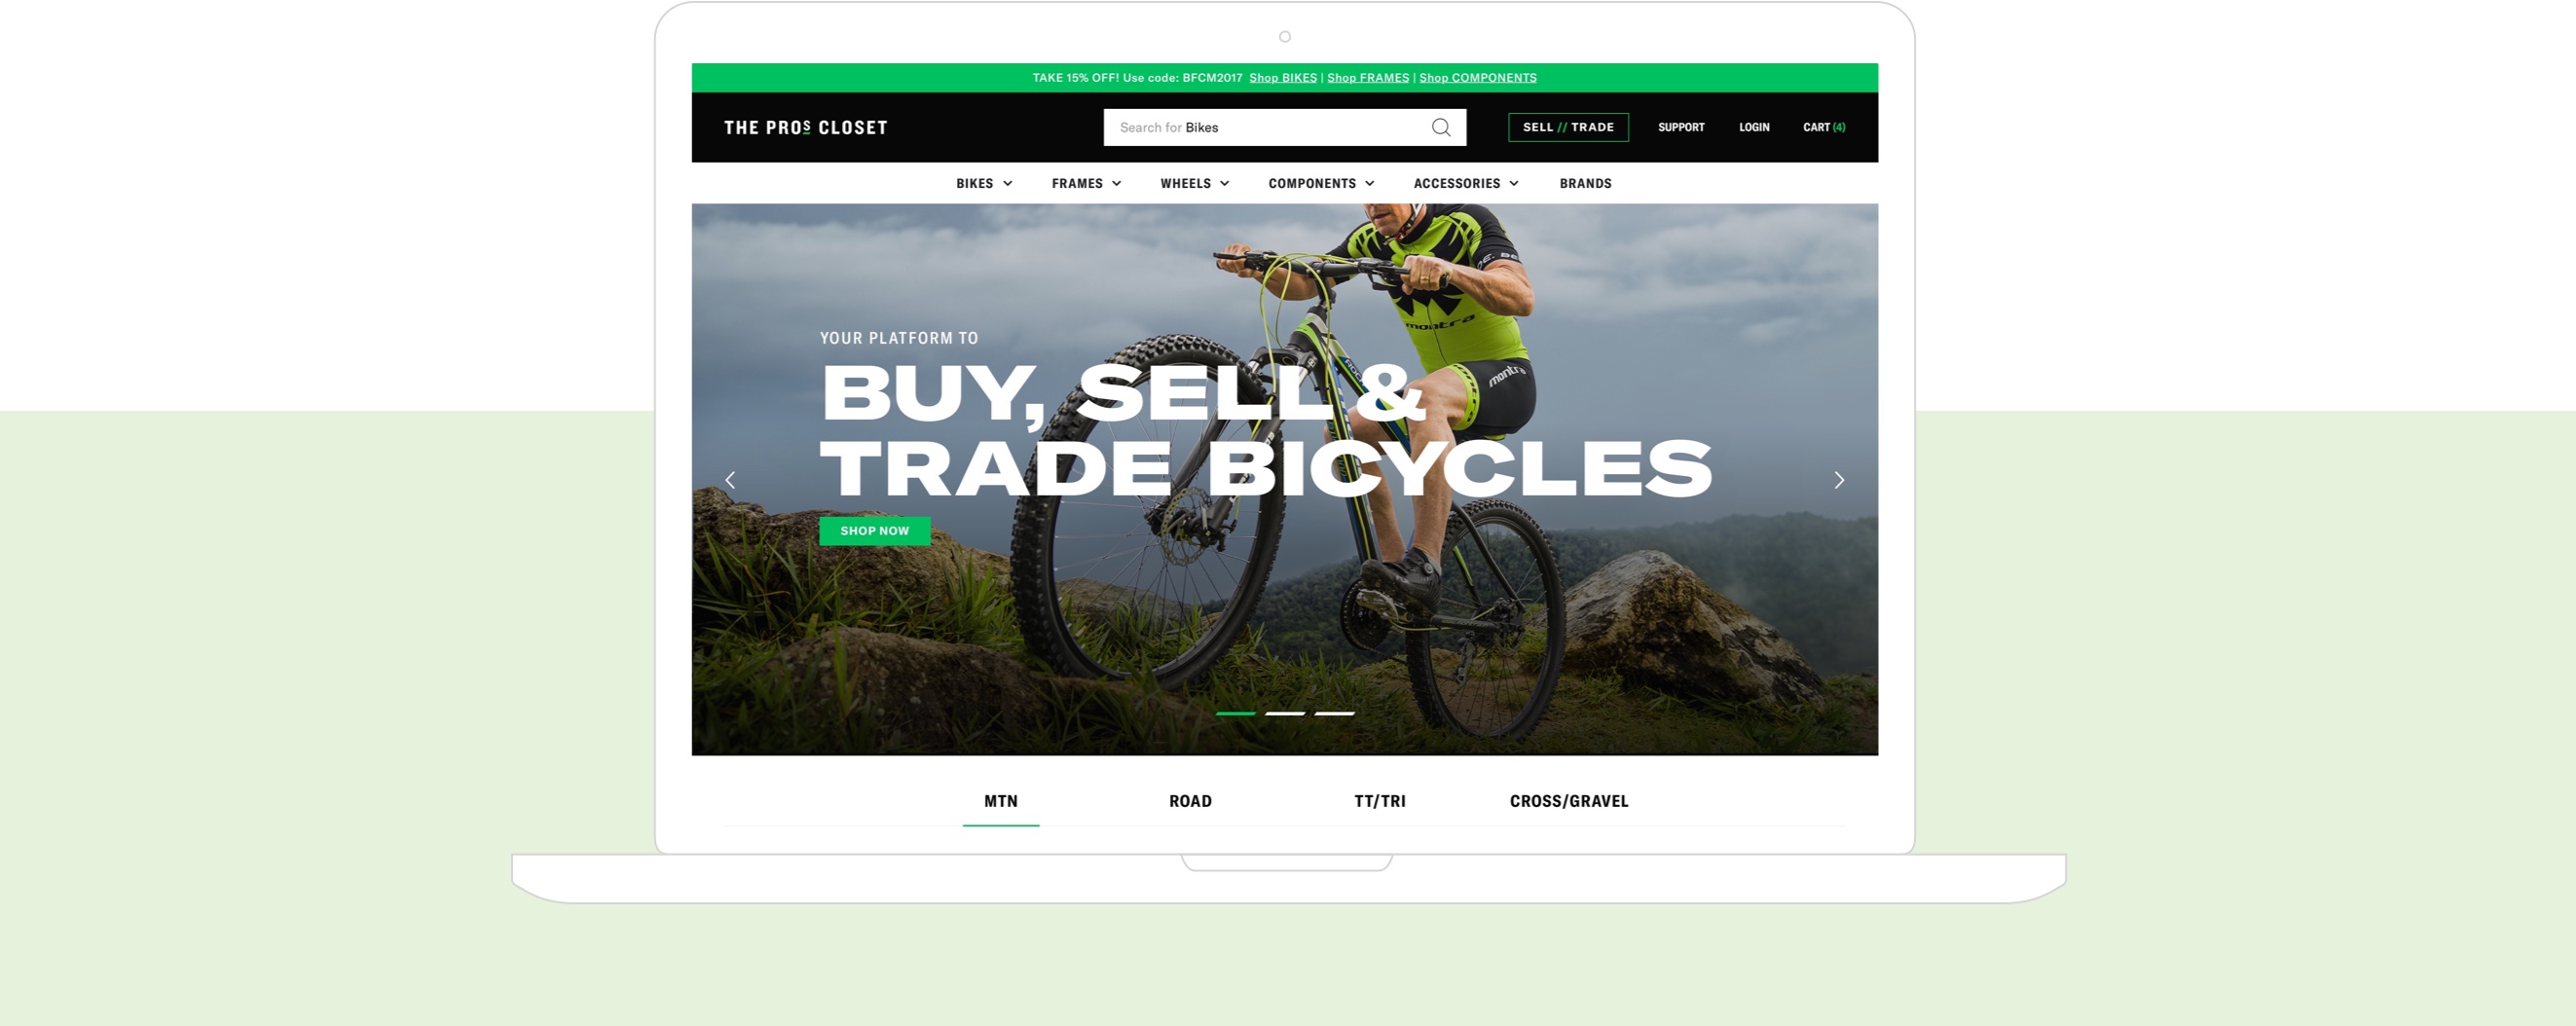 TAKE 15% OFF! Use code: BFCM2017 Shop BIKES | Shop FRAMES | Shop COMPONENTS
THE PROS CLOSET
Search for Bikes
SELL // TRADE
SUPPORT
LOGIN
CART (4)
BIKES
FRAMES
WHEELS
COMPONENTS
ACCESSORIES
BRANDS
montra
montra
YOUR PLATFORM TO
BUY, SELL &
TRADE BICYCLES
SHOP NOW
MTN
ROAD
TT/TRI
CROSS/GRAVEL